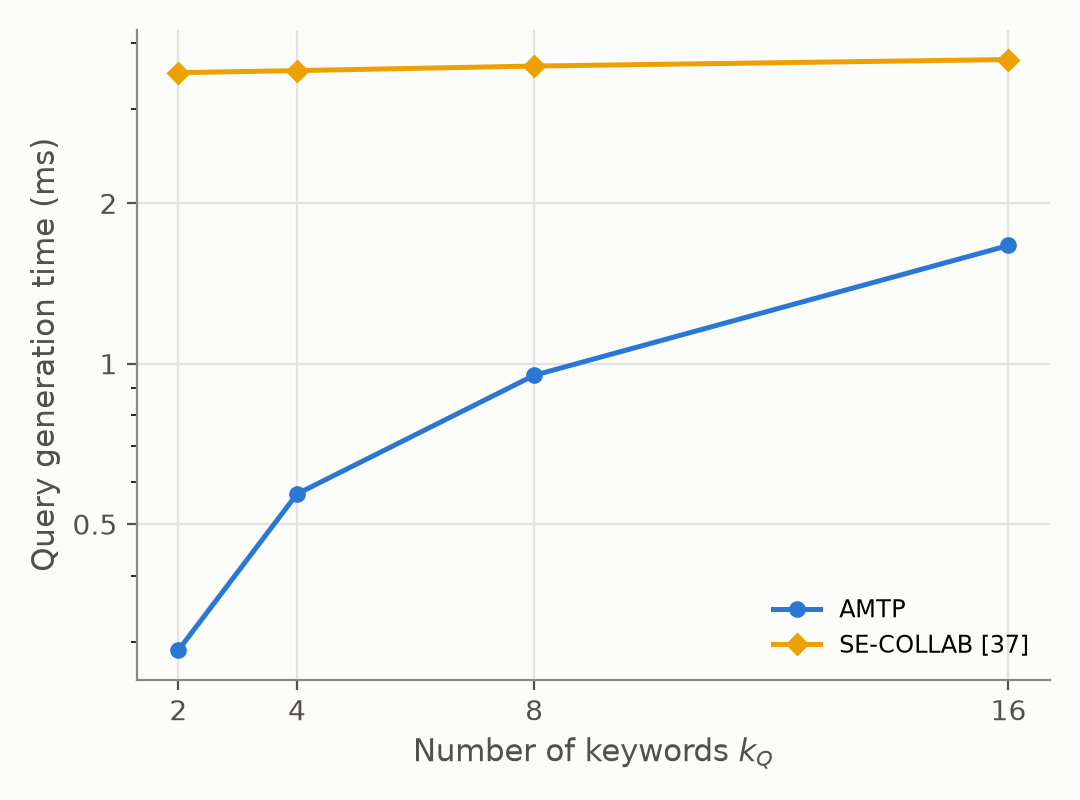 Query generation time (ms)
2
1
0.5
2 4 8 16
Number of keywords k_Q
AMTP
SE-COLLAB [37]